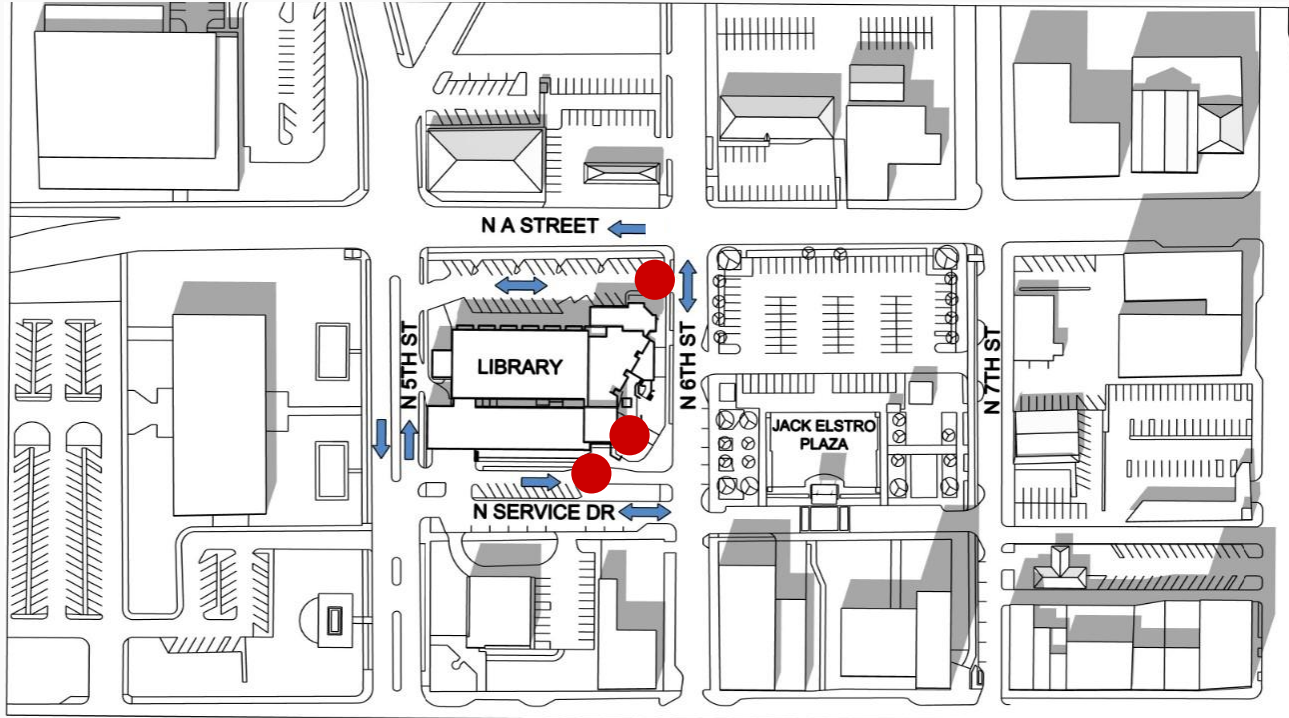 N A STREET
N 5TH ST
LIBRARY
N 6TH ST
N 7TH ST
JACK ELSTRO
PLAZA
N SERVICE DR